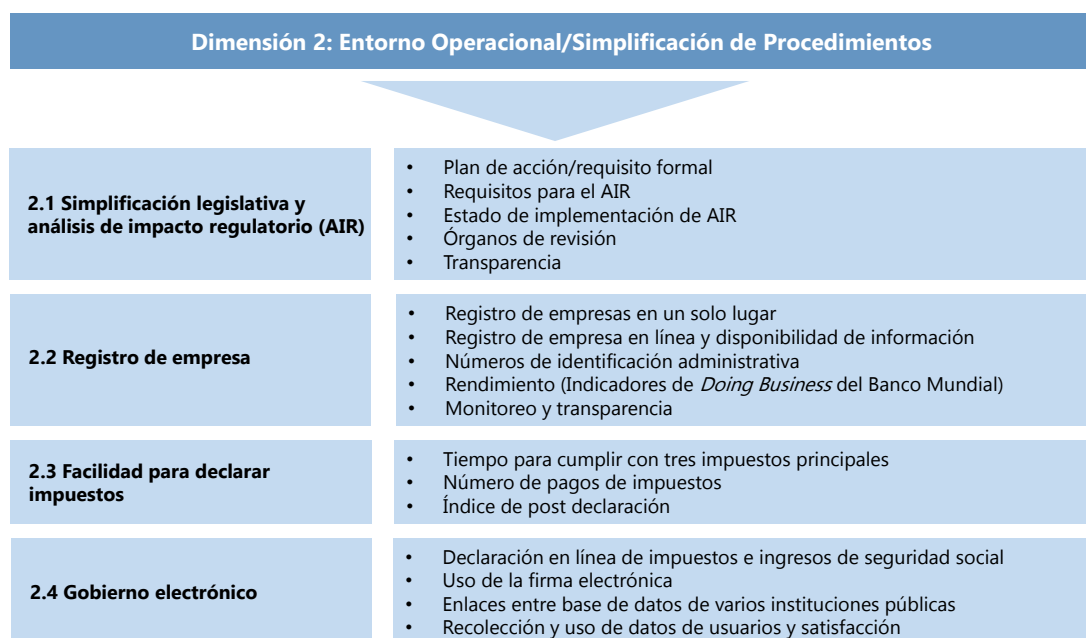 Dimensión 2: Entorno Operacional/Simplificación de Procedimientos
2.1 Simplificación legislativa y
análisis de impacto regulatorio (AIR)
• Plan de acción/requisito formal
• Requisitos para el AIR
• Estado de implementación de AIR
• Órganos de revisión
• Transparencia
2.2 Registro de empresa
• Registro de empresas en un solo lugar
• Registro de empresa en línea y disponibilidad de información
• Números de identificación administrativa
• Rendimiento (Indicadores de Doing Business del Banco Mundial)
• Monitoreo y transparencia
2.3 Facilidad para declarar
impuestos
• Tiempo para cumplir con tres impuestos principales
• Número de pagos de impuestos
• Índice de post declaración
2.4 Gobierno electrónico
• Declaración en línea de impuestos e ingresos de seguridad social
• Uso de la firma electrónica
• Enlaces entre base de datos de varios instituciones públicas
• Recolección y uso de datos de usuarios y satisfacción